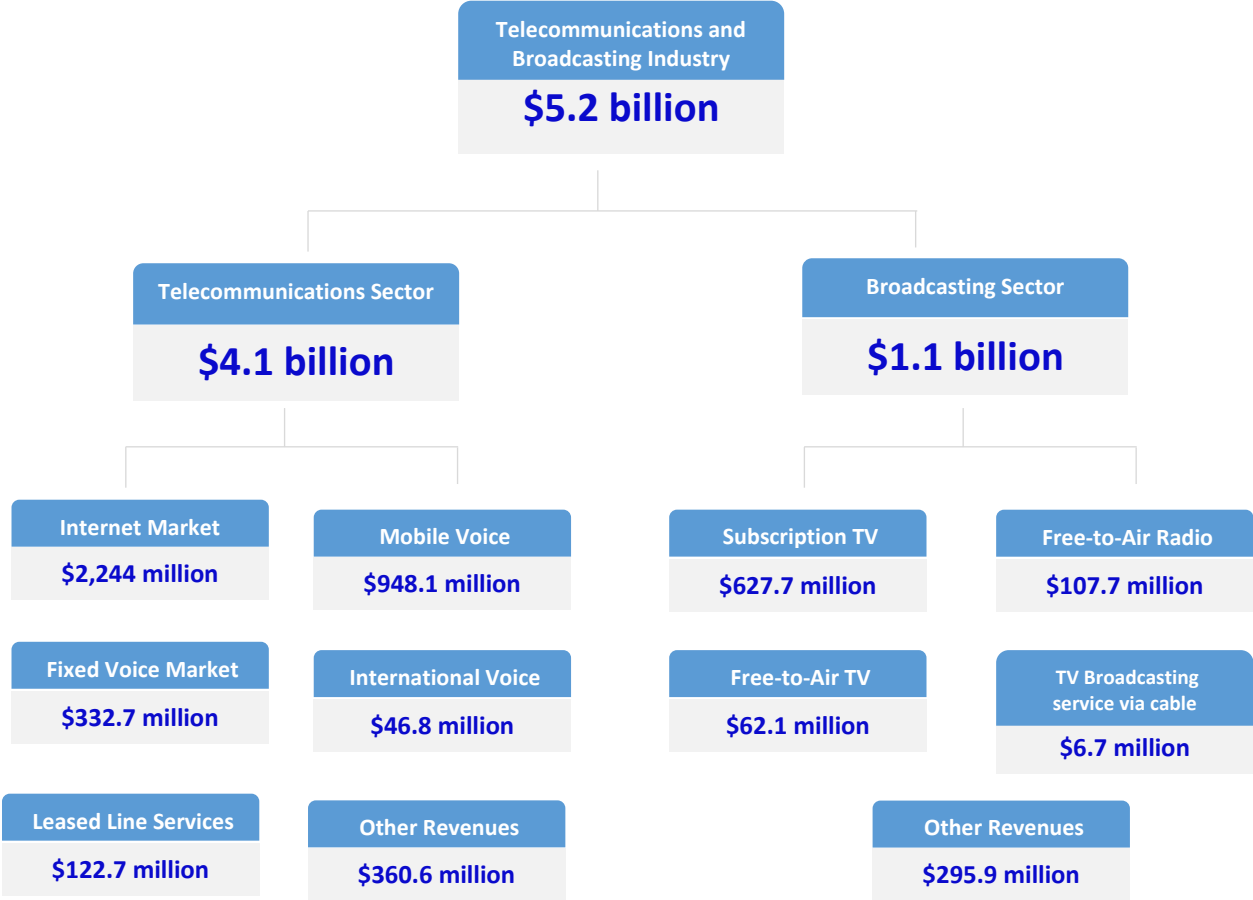 Telecommunications and
Broadcasting Industry
$5.2 billion
Telecommunications Sector
$4.1 billion
Broadcasting Sector
$1.1 billion
Internet Market
$2,244 million
Mobile Voice
$948.1 million
Subscription TV
$627.7 million
Free-to-Air Radio
$107.7 million
Fixed Voice Market
$332.7 million
International Voice
$46.8 million
Free-to-Air TV
$62.1 million
TV Broadcasting
service via cable
$6.7 million
Leased Line Services
$122.7 million
Other Revenues
$360.6 million
Other Revenues
$295.9 million